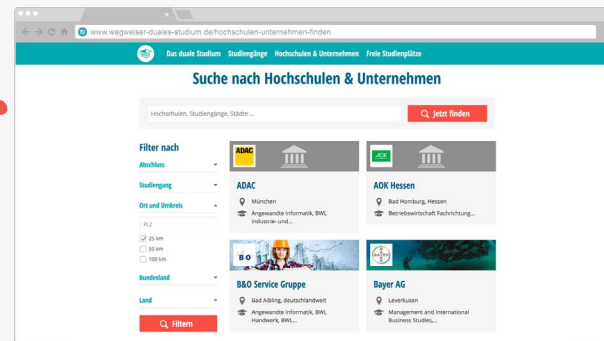 www.wegweiser-duales-studium.de/hochschulen-unternehmen-finden
Das duale Studium Studiengänge Hochschulen & Unternehmen Freie Studienplätze
Suche nach Hochschulen & Unternehmen
Hochschulen, Studiengänge, Städte ...
Jetzt finden
Filter nach
Abschluss
Studiengang
Ort und Umkreis
PLZ
25 km
50 km
100 km
Bundesland
Land
Filtern
ADAC
ADAC
München
Angewandte Informatik, BWL
Industrie- und...
AOK
AOK Hessen
Bad Homburg, Hessen
Betriebswirtschaft Fachrichtung...
B O
B&O Service Gruppe
Bad Aibling, deutschlandweit
Angewandte Informatik, BWL
Handwerk, BWL...
BAYER
Bayer AG
Leverkusen
Management and International
Business Studies,...